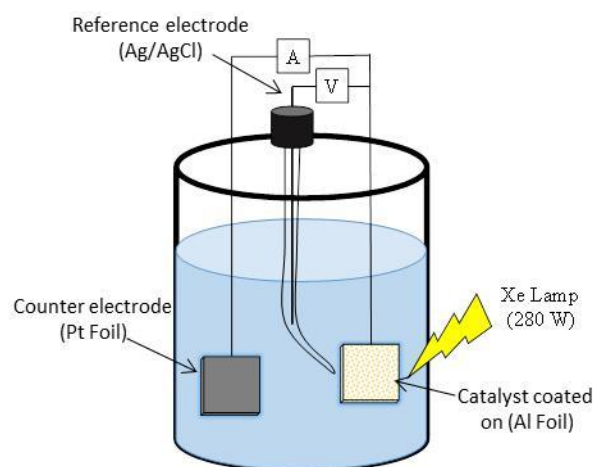 Reference electrode
(Ag/AgCl)
A
V
Xe Lamp
(280 W)
Counter electrode
(Pt Foil)
Catalyst coated
on (Al Foil)